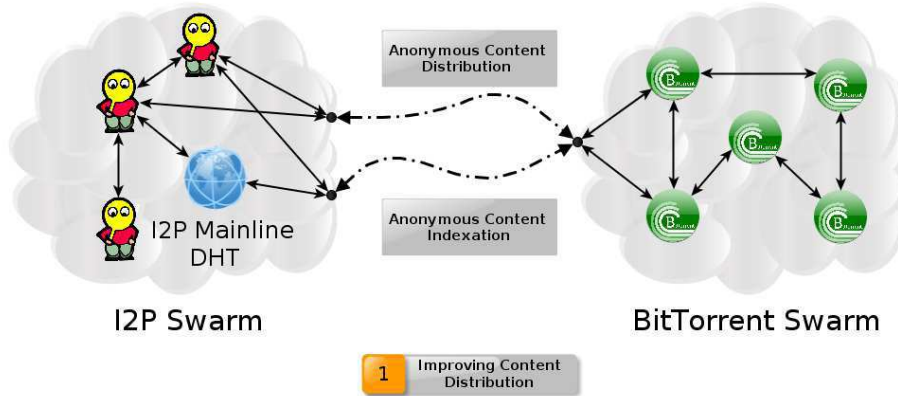 Anonymous Content
Distribution
I2P Mainline
DHT
Anonymous Content
Indexation
I2P Swarm
BitTorrent Swarm
1
Improving Content
Distribution